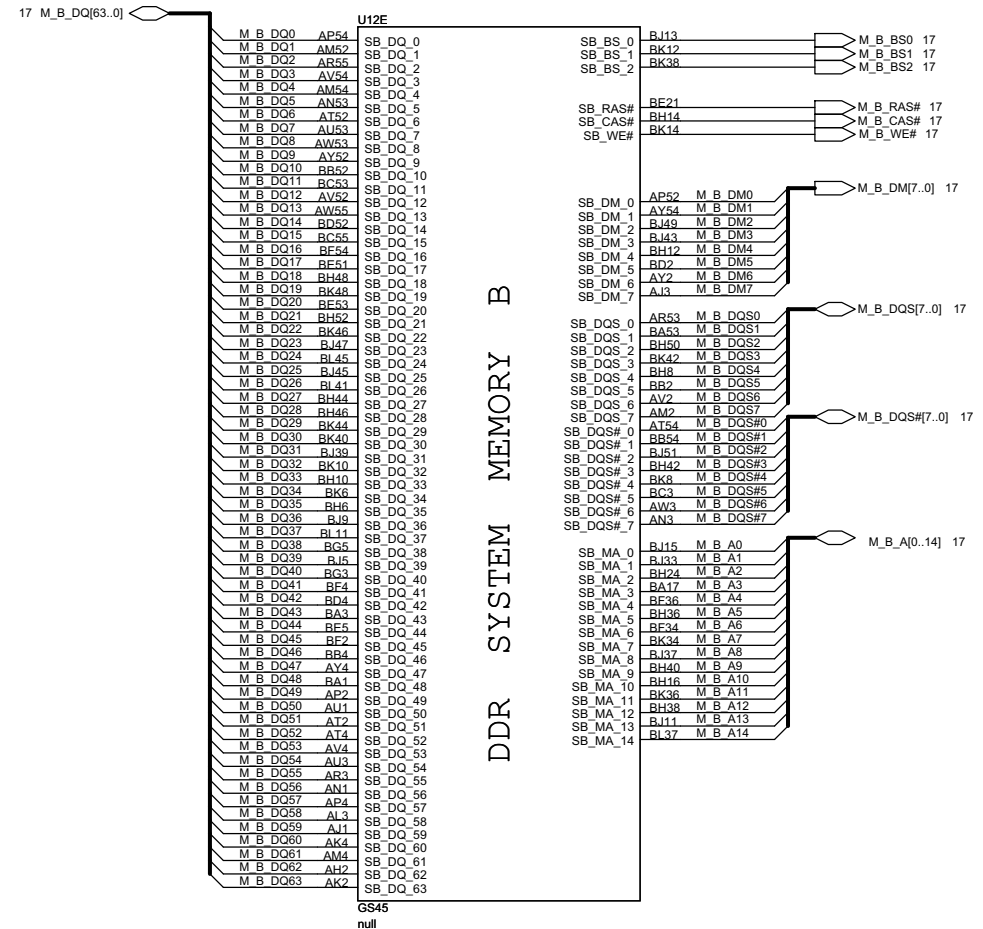 17 M_B_DQ[63..0]
U12E
M_B_DQ0 AP54 SB_DQ_0
M_B_DQ1 AM52 SB_DQ_1
M_B_DQ2 AR55 SB_DQ_2
M_B_DQ3 AV54 SB_DQ_3
M_B_DQ4 AM54 SB_DQ_4
M_B_DQ5 AN53 SB_DQ_5
M_B_DQ6 AT52 SB_DQ_6
M_B_DQ7 AU53 SB_DQ_7
M_B_DQ8 AW53 SB_DQ_8
M_B_DQ9 AY52 SB_DQ_9
M_B_DQ10 BB52 SB_DQ_10
M_B_DQ11 BC53 SB_DQ_11
M_B_DQ12 AV52 SB_DQ_12
M_B_DQ13 AW55 SB_DQ_13
M_B_DQ14 BD52 SB_DQ_14
M_B_DQ15 BC55 SB_DQ_15
M_B_DQ16 BF54 SB_DQ_16
M_B_DQ17 BE51 SB_DQ_17
M_B_DQ18 BH48 SB_DQ_18
M_B_DQ19 BK48 SB_DQ_19
M_B_DQ20 BE53 SB_DQ_20
M_B_DQ21 BH52 SB_DQ_21
M_B_DQ22 BK46 SB_DQ_22
M_B_DQ23 BJ47 SB_DQ_23
M_B_DQ24 BL45 SB_DQ_24
M_B_DQ25 BJ45 SB_DQ_25
M_B_DQ26 BL41 SB_DQ_26
M_B_DQ27 BH44 SB_DQ_27
M_B_DQ28 BH46 SB_DQ_28
M_B_DQ29 BK44 SB_DQ_29
M_B_DQ30 BK40 SB_DQ_30
M_B_DQ31 BJ39 SB_DQ_31
M_B_DQ32 BK10 SB_DQ_32
M_B_DQ33 BH10 SB_DQ_33
M_B_DQ34 BK6 SB_DQ_34
M_B_DQ35 BH6 SB_DQ_35
M_B_DQ36 BJ9 SB_DQ_36
M_B_DQ37 BL11 SB_DQ_37
M_B_DQ38 BG5 SB_DQ_38
M_B_DQ39 BJ5 SB_DQ_39
M_B_DQ40 BG3 SB_DQ_40
M_B_DQ41 BF4 SB_DQ_41
M_B_DQ42 BD4 SB_DQ_42
M_B_DQ43 BA3 SB_DQ_43
M_B_DQ44 BE5 SB_DQ_44
M_B_DQ45 BF2 SB_DQ_45
M_B_DQ46 BB4 SB_DQ_46
M_B_DQ47 AY4 SB_DQ_47
M_B_DQ48 BA1 SB_DQ_48
M_B_DQ49 AP2 SB_DQ_49
M_B_DQ50 AU1 SB_DQ_50
M_B_DQ51 AT2 SB_DQ_51
M_B_DQ52 AT4 SB_DQ_52
M_B_DQ53 AV4 SB_DQ_53
M_B_DQ54 AU3 SB_DQ_54
M_B_DQ55 AR3 SB_DQ_55
M_B_DQ56 AN1 SB_DQ_56
M_B_DQ57 AP4 SB_DQ_57
M_B_DQ58 AL3 SB_DQ_58
M_B_DQ59 AJ1 SB_DQ_59
M_B_DQ60 AK4 SB_DQ_60
M_B_DQ61 AM4 SB_DQ_61
M_B_DQ62 AH2 SB_DQ_62
M_B_DQ63 AK2 SB_DQ_63
DDR SYSTEM MEMORY B
SB_BS_0 BJ13 M_B_BS0 17
SB_BS_1 BK12 M_B_BS1 17
SB_BS_2 BK38 M_B_BS2 17
SB_RAS# BE21 M_B_RAS# 17
SB_CAS# BH14 M_B_CAS# 17
SB_WE# BK14 M_B_WE# 17
M_B_DM[7..0] 17
SB_DM_0 AP52 M_B_DM0
SB_DM_1 AY54 M_B_DM1
SB_DM_2 BJ49 M_B_DM2
SB_DM_3 BJ43 M_B_DM3
SB_DM_4 BH12 M_B_DM4
SB_DM_5 BD2 M_B_DM5
SB_DM_6 AY2 M_B_DM6
SB_DM_7 AJ3 M_B_DM7
M_B_DQS[7..0] 17
SB_DQS_0 AR53 M_B_DQS0
SB_DQS_1 BA53 M_B_DQS1
SB_DQS_2 BH50 M_B_DQS2
SB_DQS_3 BK42 M_B_DQS3
SB_DQS_4 BH8 M_B_DQS4
SB_DQS_5 BB2 M_B_DQS5
SB_DQS_6 AV2 M_B_DQS6
SB_DQS_7 AM2 M_B_DQS7
M_B_DQS#[7..0] 17
SB_DQS#_0 AT54 M_B_DQS#0
SB_DQS#_1 BB54 M_B_DQS#1
SB_DQS#_2 BJ51 M_B_DQS#2
SB_DQS#_3 BH42 M_B_DQS#3
SB_DQS#_4 BK8 M_B_DQS#4
SB_DQS#_5 BC3 M_B_DQS#5
SB_DQS#_6 AW3 M_B_DQS#6
SB_DQS#_7 AN3 M_B_DQS#7
M_B_A[0..14] 17
SB_MA_0 BJ15 M_B_A0
SB_MA_1 BJ33 M_B_A1
SB_MA_2 BH24 M_B_A2
SB_MA_3 BA17 M_B_A3
SB_MA_4 BF36 M_B_A4
SB_MA_5 BH36 M_B_A5
SB_MA_6 BF34 M_B_A6
SB_MA_7 BK34 M_B_A7
SB_MA_8 BJ37 M_B_A8
SB_MA_9 BH40 M_B_A9
SB_MA_10 BH16 M_B_A10
SB_MA_11 BK36 M_B_A11
SB_MA_12 BH38 M_B_A12
SB_MA_13 BJ11 M_B_A13
SB_MA_14 BL37 M_B_A14
GS45
null